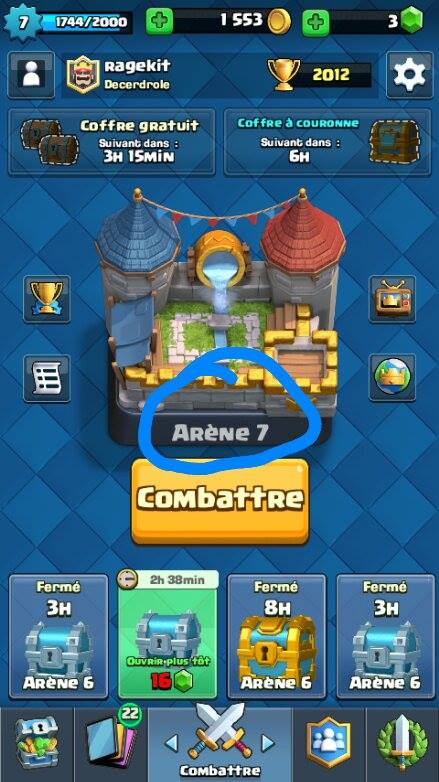 7 1744/2000 1 553 3
Ragekit
Decerdrole
2012
Coffre gratuit
Suivant dans :
3h 15min
Coffre à couronne
Suivant dans :
6h
Arène 7
Combattre
Fermé
3h
Arène 6
2h 38min
Ouvrir plus tôt
16
Fermé
8h
Arène 6
Fermé
3h
Arène 6
22
Combattre